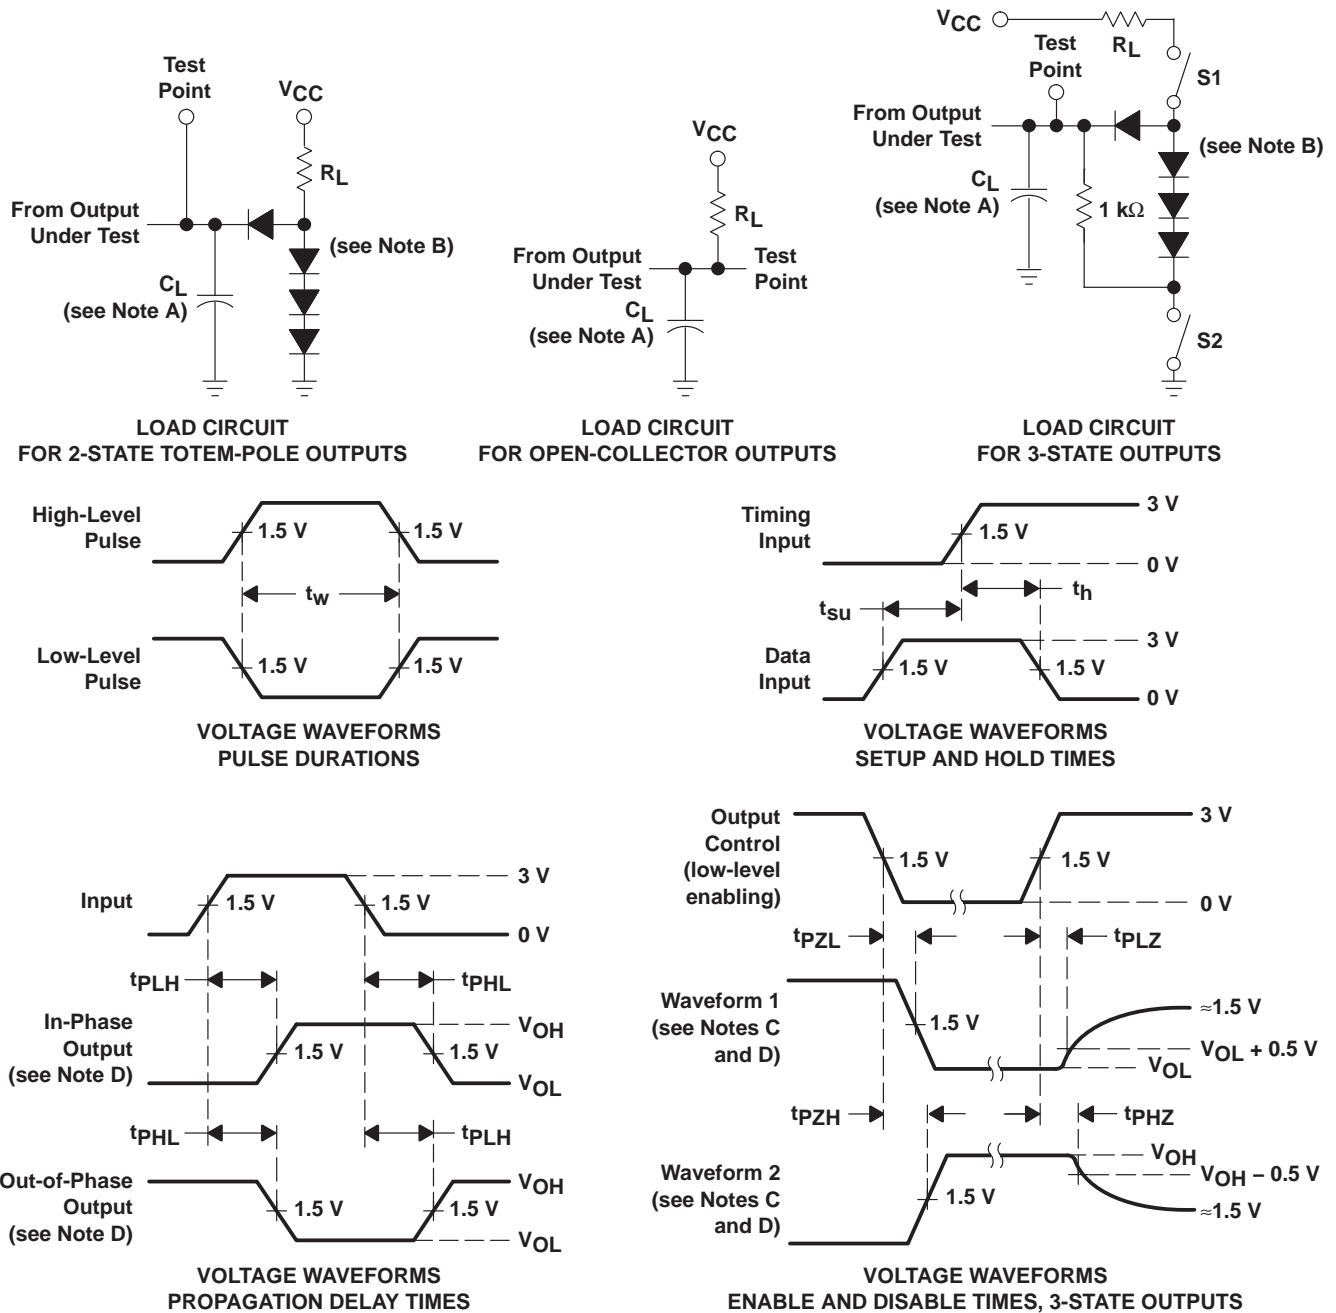 Test
Point
VCC
RL
From Output
Under Test
(see Note B)
CL
(see Note A)
LOAD CIRCUIT
FOR 2-STATE TOTEM-POLE OUTPUTS
VCC
RL
From Output
Under Test
Test
Point
CL
(see Note A)
LOAD CIRCUIT
FOR OPEN-COLLECTOR OUTPUTS
VCC
RL
Test
Point
S1
From Output
Under Test
(see Note B)
CL
(see Note A)
1 kΩ
S2
LOAD CIRCUIT
FOR 3-STATE OUTPUTS
High-Level
Pulse
1.5 V
1.5 V
tw
Low-Level
Pulse
1.5 V
1.5 V
VOLTAGE WAVEFORMS
PULSE DURATIONS
Timing
Input
3 V
1.5 V
0 V
th
tsu
Data
Input
3 V
1.5 V
1.5 V
0 V
VOLTAGE WAVEFORMS
SETUP AND HOLD TIMES
Input
3 V
1.5 V
1.5 V
0 V
tPLH
tPHL
In-Phase
Output
(see Note D)
VOH
1.5 V
1.5 V
VOL
tPHL
tPLH
Out-of-Phase
Output
(see Note D)
VOH
1.5 V
1.5 V
VOL
VOLTAGE WAVEFORMS
PROPAGATION DELAY TIMES
Output
Control
(low-level
enabling)
3 V
1.5 V
1.5 V
0 V
tPZL
tPLZ
Waveform 1
(see Notes C
and D)
1.5 V
≈1.5 V
VOL + 0.5 V
VOL
tPZH
tPHZ
Waveform 2
(see Notes C
and D)
1.5 V
VOH
VOH – 0.5 V
≈1.5 V
VOLTAGE WAVEFORMS
ENABLE AND DISABLE TIMES, 3-STATE OUTPUTS